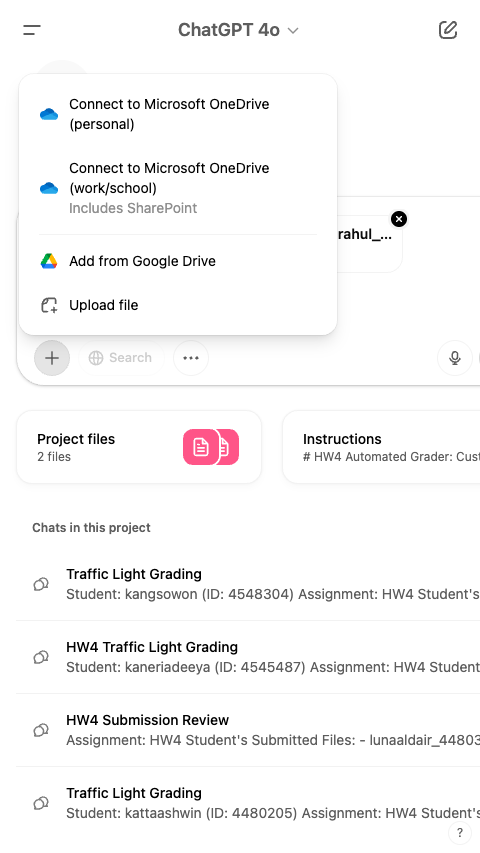 ChatGPT 4o
Connect to Microsoft OneDrive
(personal)
Connect to Microsoft OneDrive
(work/school)
Includes SharePoint
rahul_...
Add from Google Drive
Upload file
Search
Project files
2 files
Instructions
# HW4 Automated Grader: Cust
Chats in this project
Traffic Light Grading
Student: kangsowon (ID: 4548304) Assignment: HW4 Student's
HW4 Traffic Light Grading
Student: kaneriadeeya (ID: 4545487) Assignment: HW4 Student
HW4 Submission Review
Assignment: HW4 Student's Submitted Files: - lunaaldair_44803
Traffic Light Grading
Student: kattaashwin (ID: 4480205) Assignment: HW4 Student's
?